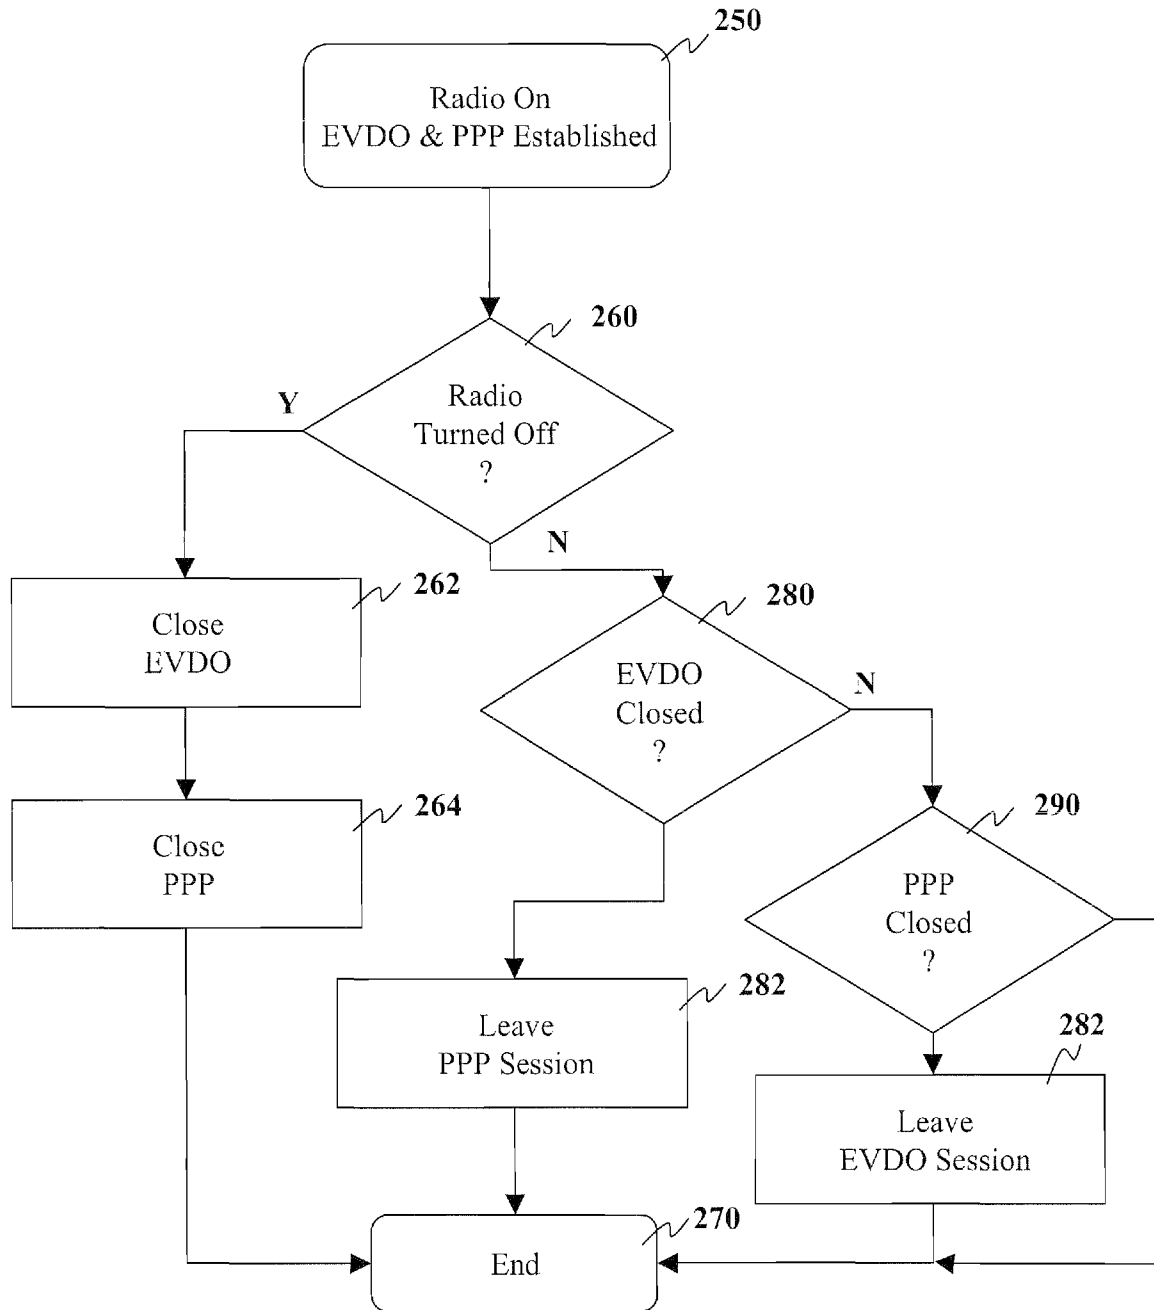 250
Radio On
EVDO & PPP Established
260
Radio
Turned Off
?
Y
N
262
Close
EVDO
280
EVDO
Closed
?
N
264
Close
PPP
290
PPP
Closed
?
282
Leave
PPP Session
282
Leave
EVDO Session
270
End